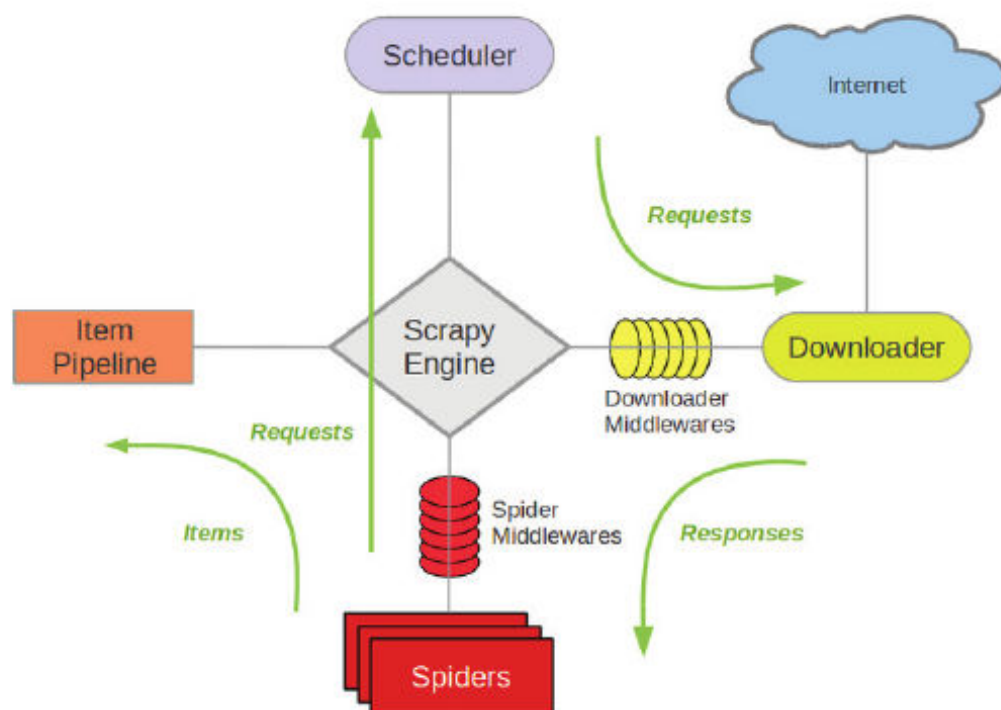 Scheduler
Internet
Requests
Item
Pipeline
Scrapy
Engine
Downloader
Downloader
Middlewares
Requests
Items
Spider
Middlewares
Responses
Spiders